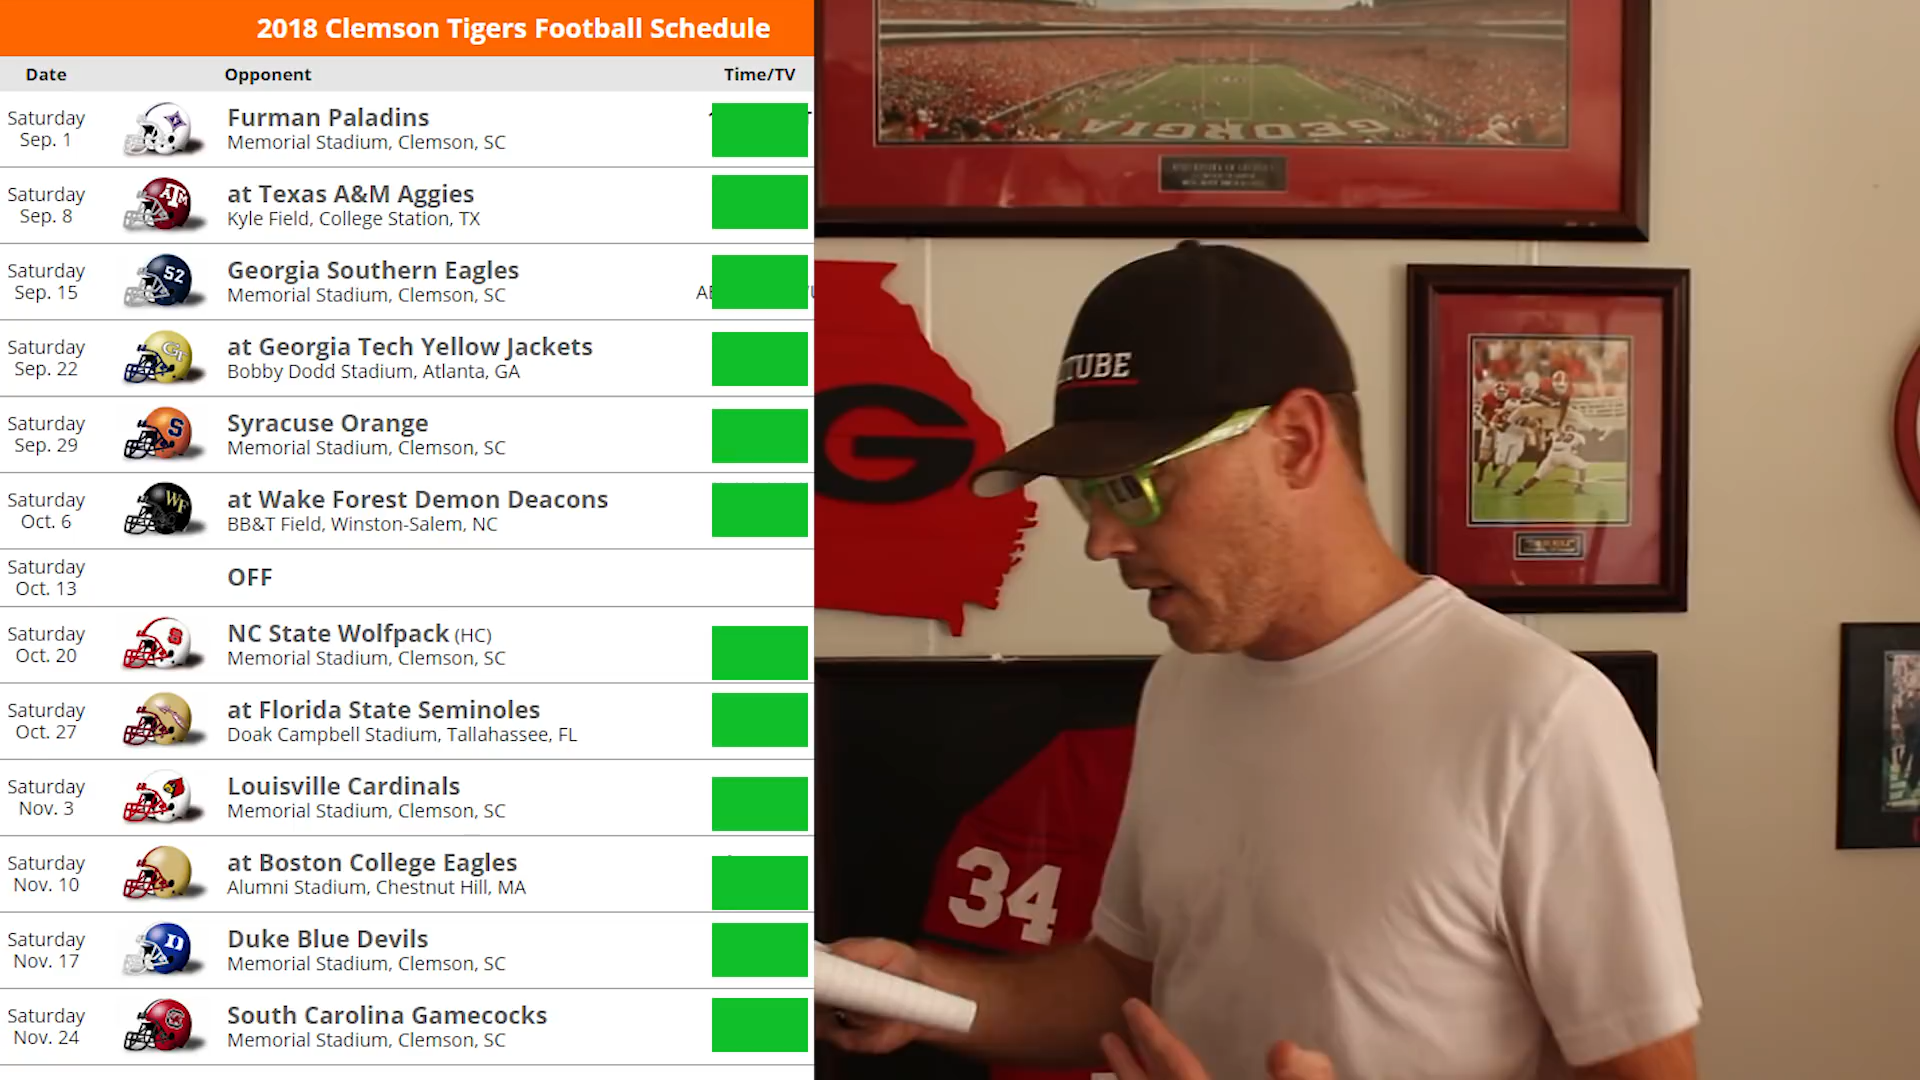 2018 Clemson Tigers Football Schedule
Date Opponent Time/TV
Saturday
Sep. 1
Furman Paladins
Memorial Stadium, Clemson, SC
Saturday
Sep. 8
at Texas A&M Aggies
Kyle Field, College Station, TX
Saturday
Sep. 15
Georgia Southern Eagles
Memorial Stadium, Clemson, SC
Saturday
Sep. 22
at Georgia Tech Yellow Jackets
Bobby Dodd Stadium, Atlanta, GA
Saturday
Sep. 29
Syracuse Orange
Memorial Stadium, Clemson, SC
Saturday
Oct. 6
at Wake Forest Demon Deacons
BB&T Field, Winston-Salem, NC
Saturday
Oct. 13
OFF
Saturday
Oct. 20
NC State Wolfpack (HC)
Memorial Stadium, Clemson, SC
Saturday
Oct. 27
at Florida State Seminoles
Doak Campbell Stadium, Tallahassee, FL
Saturday
Nov. 3
Louisville Cardinals
Memorial Stadium, Clemson, SC
Saturday
Nov. 10
at Boston College Eagles
Alumni Stadium, Chestnut Hill, MA
Saturday
Nov. 17
Duke Blue Devils
Memorial Stadium, Clemson, SC
Saturday
Nov. 24
South Carolina Gamecocks
Memorial Stadium, Clemson, SC
52
WF
GEORGIA
TUBE
G
34